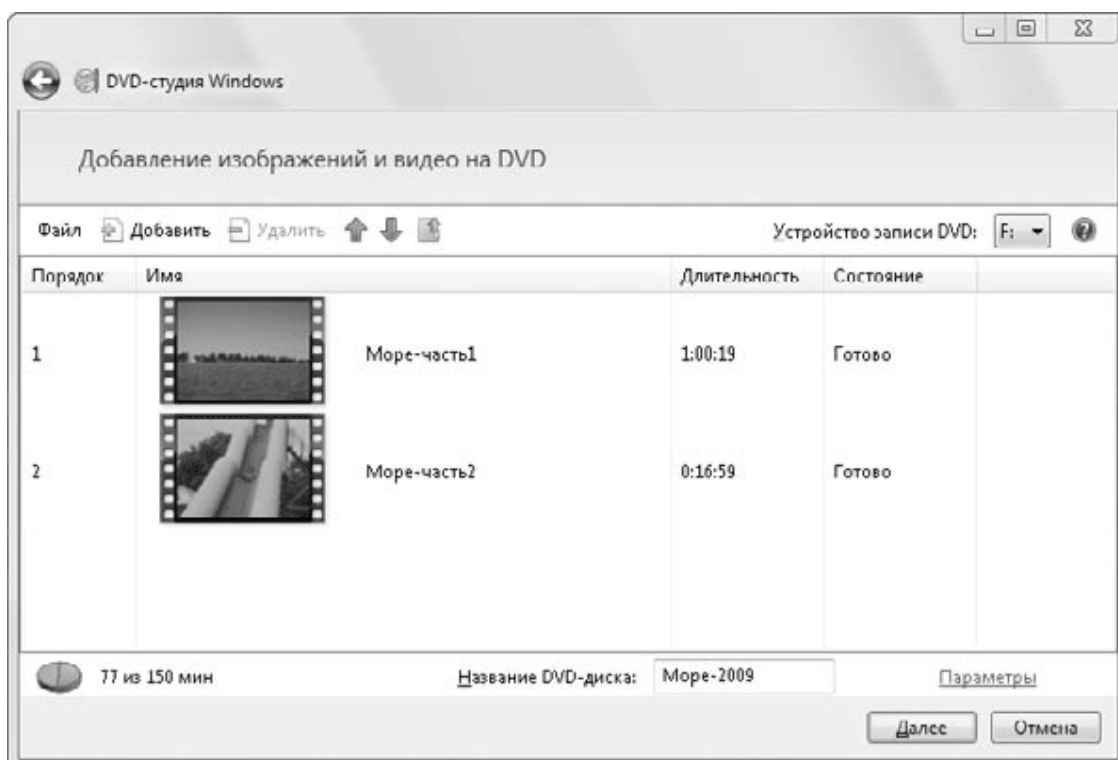 DVD-студия Windows
Добавление изображений и видео на DVD
Файл Добавить Удалить Устройство записи DVD: F:
Порядок Имя Длительность Состояние
1 Море-часть1 1:00:19 Готово
2 Море-часть2 0:16:59 Готово
77 из 150 мин Название DVD-диска: Море-2009 Параметры
Далее Отмена